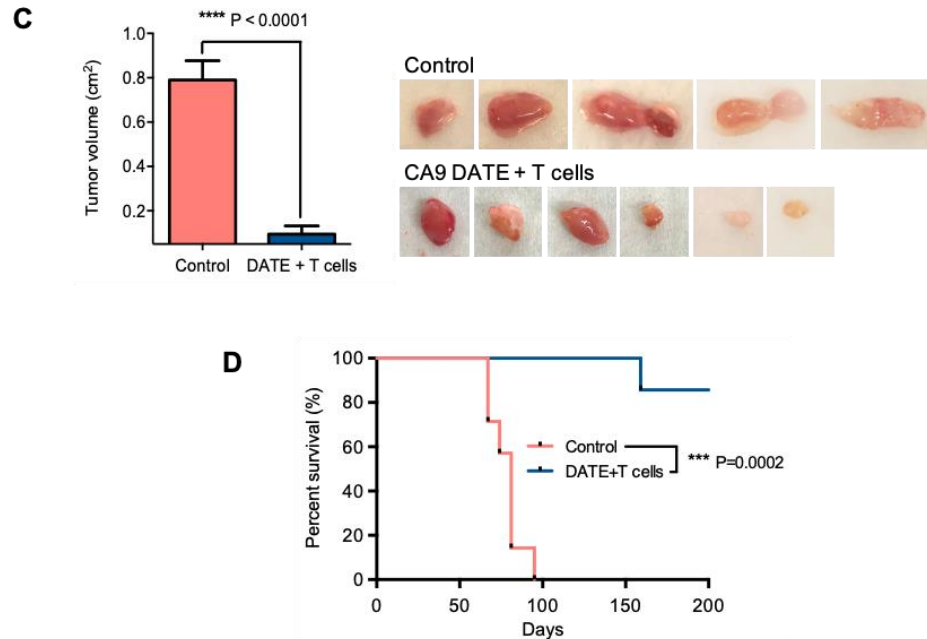 C
**** P < 0.0001
Tumor volume (cm²)
1.0
0.8
0.6
0.4
0.2
Control
DATE + T cells
Control
CA9 DATE + T cells
D
Percent survival (%)
100
80
60
40
20
0
Control
DATE+T cells
*** P=0.0002
0 50 100 150 200
Days